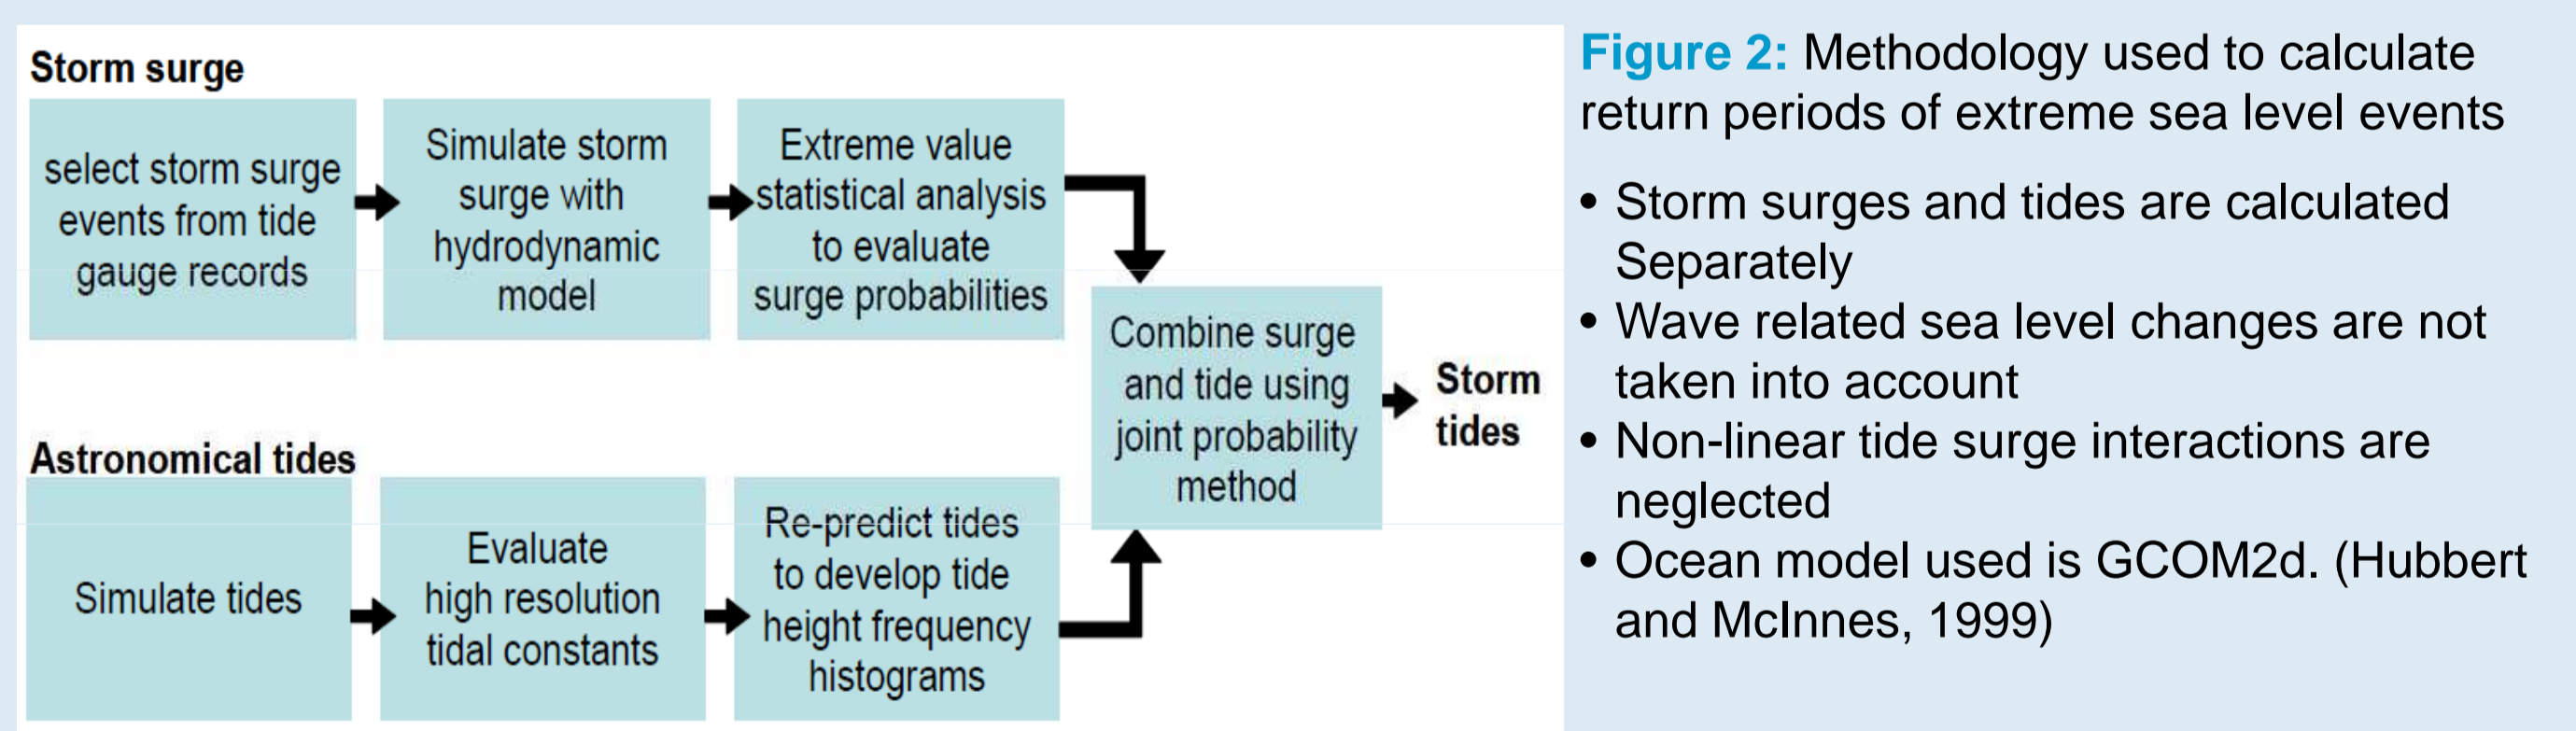 Storm surge
select storm surge
events from tide
gauge records
Simulate storm
surge with
hydrodynamic
model
Extreme value
statistical analysis
to evaluate
surge probabilities
Combine surge
and tide using
joint probability
method
Storm
tides
Astronomical tides
Simulate tides
Evaluate
high resolution
tidal constants
Re-predict tides
to develop tide
height frequency
histograms
Figure 2: Methodology used to calculate
return periods of extreme sea level events
• Storm surges and tides are calculated
Separately
• Wave related sea level changes are not
taken into account
• Non-linear tide surge interactions are
neglected
• Ocean model used is GCOM2d. (Hubbert
and McInnes, 1999)